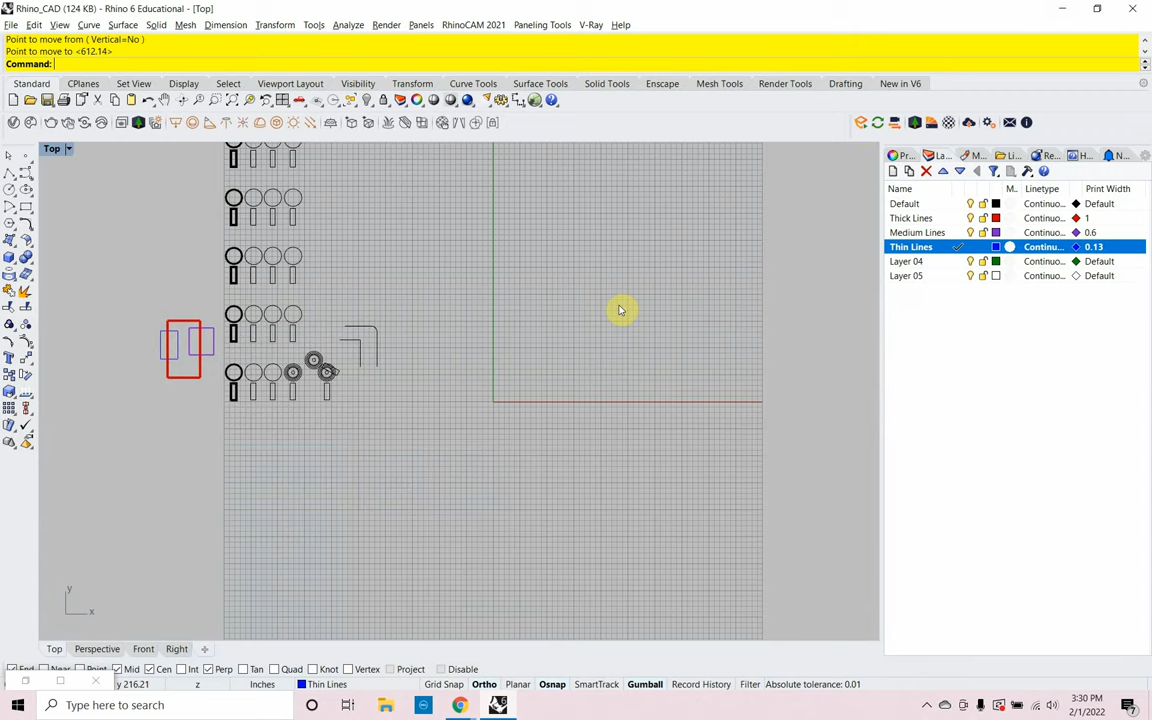 Rhino_CAD (124 KB) - Rhino 6 Educational - [Top]
File Edit View Curve Surface Solid Mesh Dimension Transform Tools Analyze Render Panels RhinoCAM 2021 Paneling Tools V-Ray Help
Point to move from ( Vertical=No )
Point to move to <612.14>
Command:
Standard CPlanes Set View Display Select Viewport Layout Visibility Transform Curve Tools Surface Tools Solid Tools Enscape Mesh Tools Render Tools Drafting New in V6
Top
Pr... La... M... Li... Re... H... N...
Name M.. Linetype Print Width
Default Continuo... Default
Thick Lines Continuo... 1
Medium Lines Continuo... 0.6
Thin Lines Continu... 0.13
Layer 04 Continuo... Default
Layer 05 Continuo... Default
y
x
Top Perspective Front Right
End Near Point Mid Cen Int Perp Tan Quad Knot Vertex Project Disable
y 216.21 z Inches Thin Lines Grid Snap Ortho Planar Osnap SmartTrack Gumball Record History Filter Absolute tolerance: 0.01
Type here to search
3:30 PM
2/1/2022